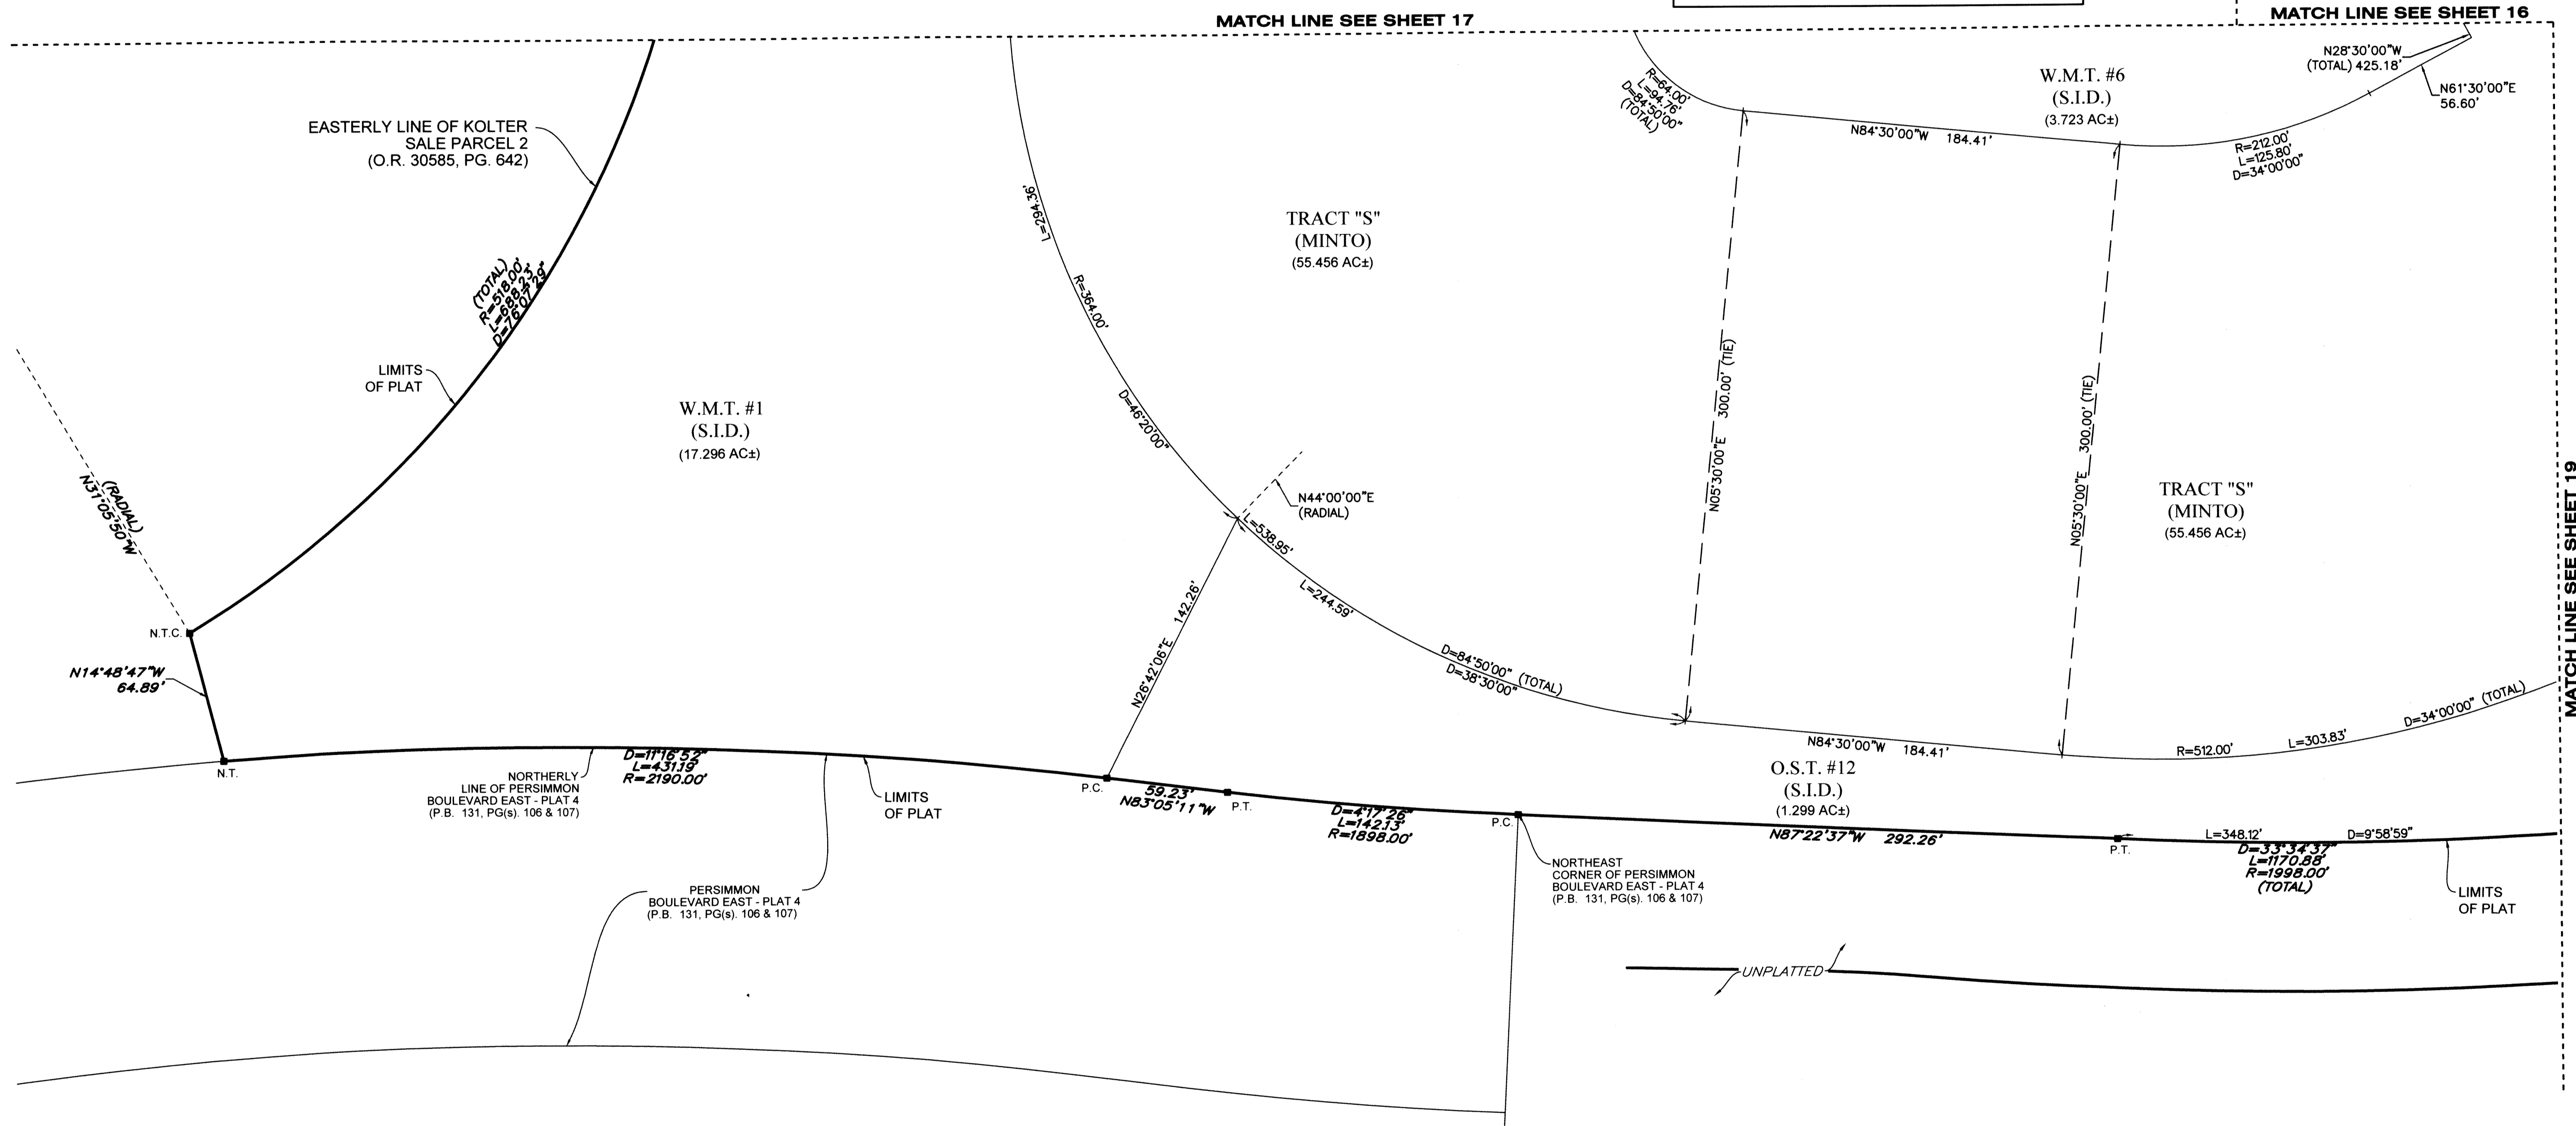 MATCH LINE SEE SHEET 17
MATCH LINE SEE SHEET 16
N28°30'00"W
(TOTAL) 425.18'
N61°30'00"E
56.60'
W.M.T. #6
(S.I.D.)
(3.723 AC±)
R=64.00'
L=94.76'
D=84°50'00"
(TOTAL)
N84°30'00"W 184.41'
R=212.00'
L=125.80'
D=34°00'00"
EASTERLY LINE OF KOLTER
SALE PARCEL 2
(O.R. 30585, PG. 642)
(TOTAL)
R=518.00'
L=688.23'
D=76°07'29"
LIMITS
OF PLAT
L=294.36'
R=364.00'
D=46°20'00"
TRACT "S"
(MINTO)
(55.456 AC±)
W.M.T. #1
(S.I.D.)
(17.296 AC±)
N05°30'00"E 300.00' (TIE)
N05°30'00"E 300.00' (TIE)
TRACT "S"
(MINTO)
(55.456 AC±)
MATCH LINE SEE SHEET 19
(RADIAL)
N31°05'50"W
N44°00'00"E
(RADIAL)
L=538.95'
L=244.59'
N26°42'06"E 142.26'
N.T.C.
N14°48'47"W
64.89'
N.T.
D=84°50'00" (TOTAL)
D=38°30'00"
N84°30'00"W 184.41'
R=512.00'
L=303.83'
D=34°00'00" (TOTAL)
NORTHERLY
LINE OF PERSIMMON
BOULEVARD EAST - PLAT 4
(P.B. 131, PG(s). 106 & 107)
D=11°16'52"
L=431.19'
R=2190.00'
LIMITS
OF PLAT
P.C.
59.23'
N83°05'11"W
P.T.
D=4°17'26"
L=142.13'
R=1898.00'
P.C.
O.S.T. #12
(S.I.D.)
(1.299 AC±)
N87°22'37"W 292.26'
P.T.
L=348.12'
D=9°58'59"
D=33°34'37"
L=1170.88'
R=1998.00'
(TOTAL)
LIMITS
OF PLAT
NORTHEAST
CORNER OF PERSIMMON
BOULEVARD EAST - PLAT 4
(P.B. 131, PG(s). 106 & 107)
PERSIMMON
BOULEVARD EAST - PLAT 4
(P.B. 131, PG(s). 106 & 107)
UNPLATTED